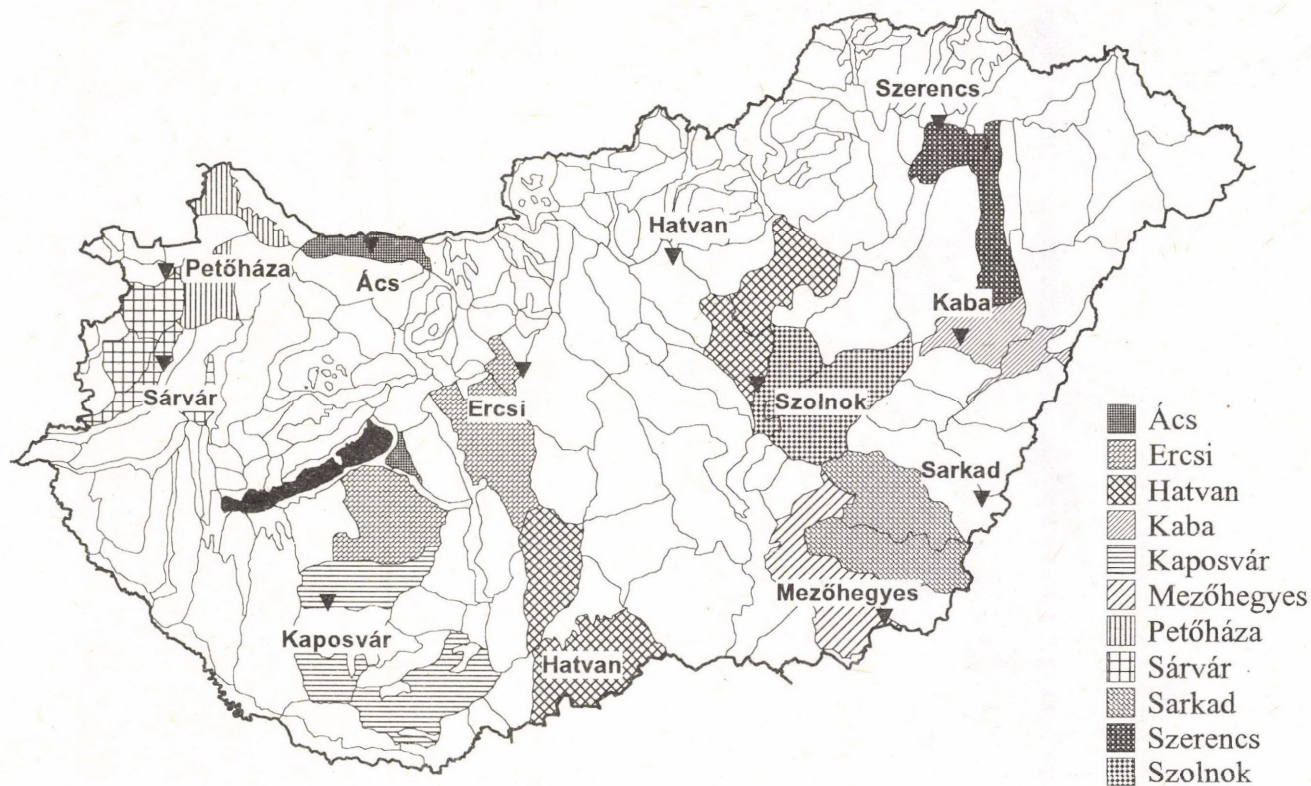 Szerencs
Hatvan
Petőháza
Ács
Kaba
Sárvár
Ercsi
Szolnok
Sarkad
Mezőhegyes
Kaposvár
Hatvan
Ács
Ercsi
Hatvan
Kaba
Kaposvár
Mezőhegyes
Petőháza
Sárvár
Sarkad
Szerencs
Szolnok